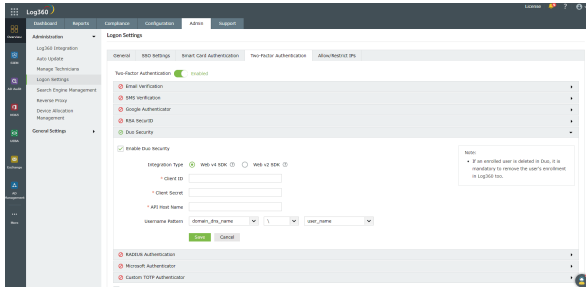 License
?
Log360
Dashboard Reports Compliance Configuration Admin Support
Overview
Administration
Log360 Integration
Auto Update
Manage Technicians
Logon Settings
Search Engine Management
Reverse Proxy
Device Allocation
Management
General Settings
Exchange
AD
Management
More
Logon Settings
General SSO Settings Smart Card Authentication Two-Factor Authentication Allow/Restrict IPs
Two-Factor Authentication Enabled
Email Verification
SMS Verification
Google Authenticator
RSA SecurID
Duo Security
Enable Duo Security
Integration Type Web v4 SDK ? Web v2 SDK ?
* Client ID
* Client Secret
* API Host Name
Username Pattern domain_dns_name \ user_name
Save Cancel
Note:
• If an enrolled user is deleted in Duo, it is
mandatory to remove the user's enrollment
in Log360 too.
RADIUS Authentication
Microsoft Authenticator
Custom TOTP Authenticator